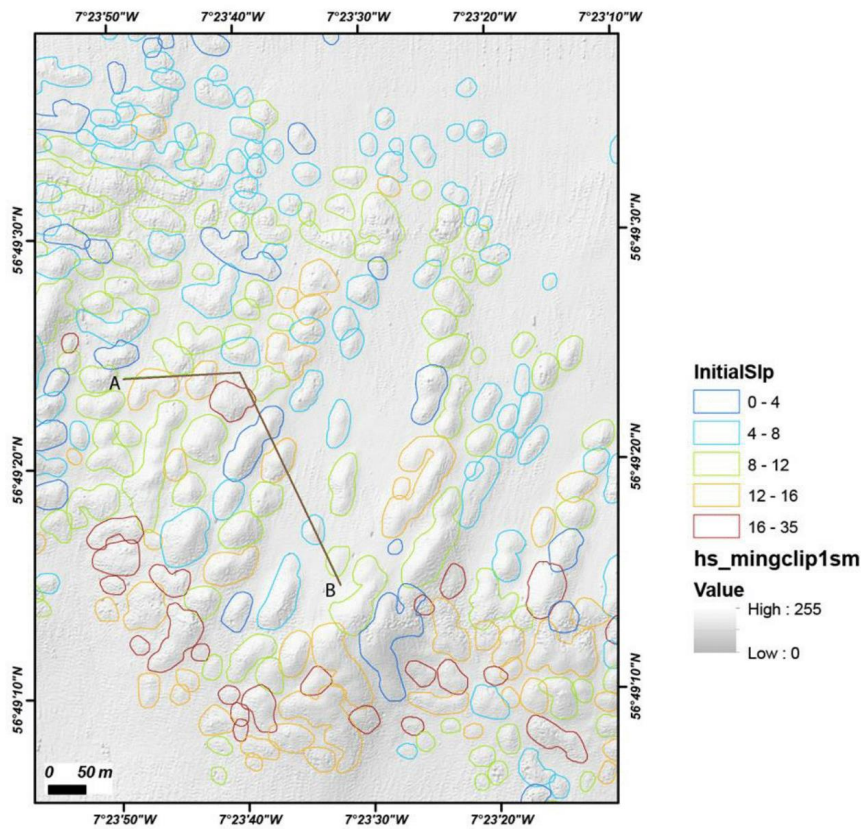 7°23'50"W 7°23'40"W 7°23'30"W 7°23'20"W 7°23'10"W
56°49'30"N
56°49'20"N
56°49'10"N
A
B
0 50 m
7°23'50"W 7°23'40"W 7°23'30"W 7°23'20"W
56°49'30"N
56°49'20"N
56°49'10"N
InitialSlp
0 - 4
4 - 8
8 - 12
12 - 16
16 - 35
hs_mingclip1sm
Value
High : 255
Low : 0